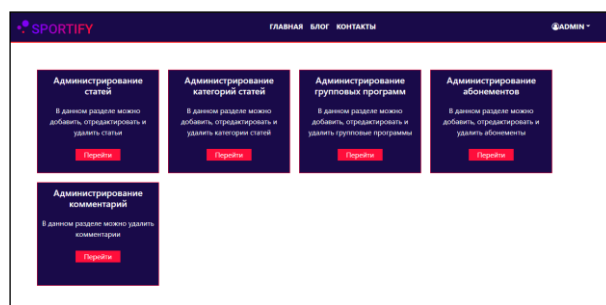 SPORTIFY
ГЛАВНАЯ БЛОГ КОНТАКТЫ
ADMIN
Администрирование
статей
В данном разделе можно
добавить, отредактировать и
удалить статьи
Перейти
Администрирование
категорий статей
В данном разделе можно
добавить, отредактировать и
удалить категории статей
Перейти
Администрирование
групповых программ
В данном разделе можно
добавить, отредактировать и
удалить групповые программы
Перейти
Администрирование
абонементов
В данном разделе можно
добавить, отредактировать и
удалить абонементы
Перейти
Администрирование
комментарий
В данном разделе можно удалить
комментарии
Перейти